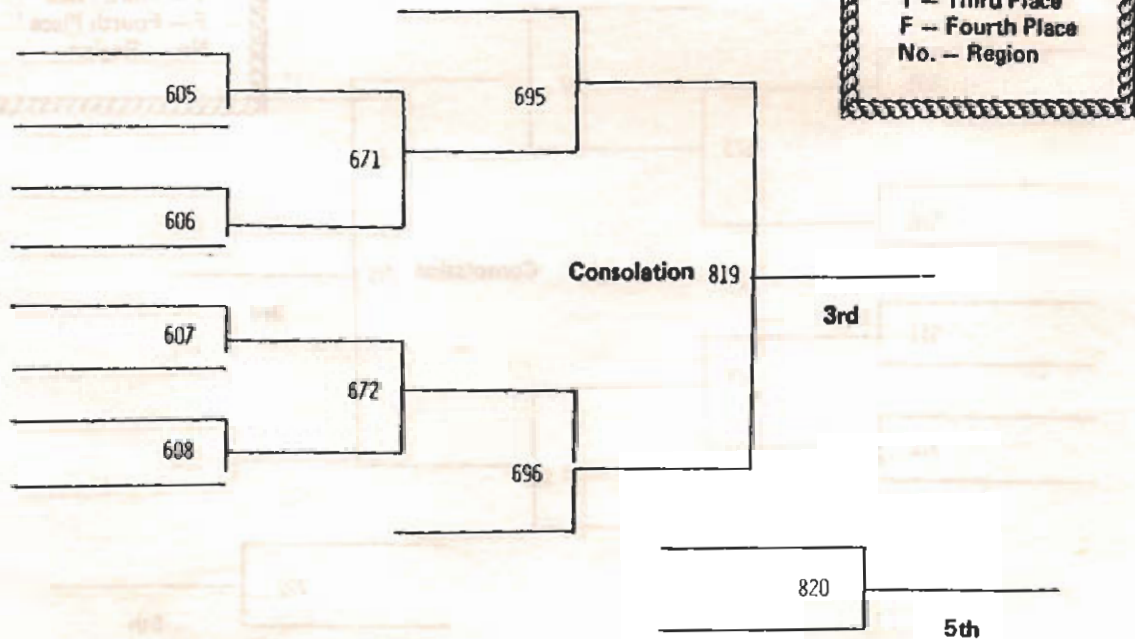 T — Third Place
F — Fourth Place
No. — Region
605
695
671
606
Consolation 819
3rd
607
672
608
696
820
5th